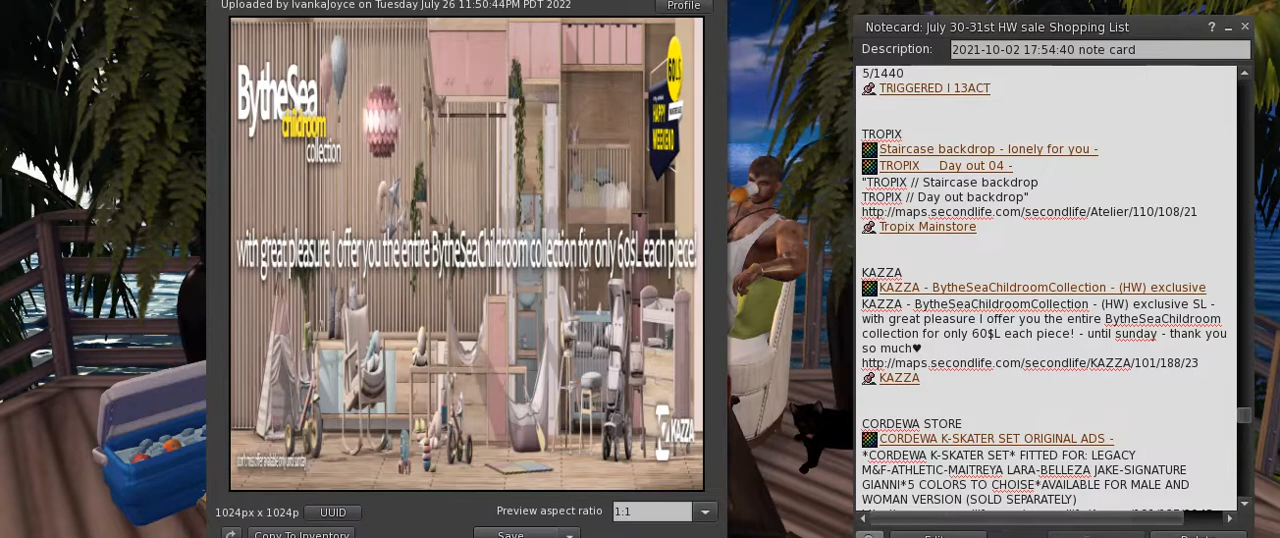 Uploaded by IvankaJoyce on Tuesday July 26 11:50:44PM PDT 2022
Profile
BytheSea
childroom
collection
60L$
HAPPY
WEEKEND
with great pleasure I offer you the entire BytheSeaChildroom collection for only 60$L each piece!
KAZZA
1024px x 1024p
UUID
Preview aspect ratio
1:1
Copy To Inventory
Save
Notecard: July 30-31st HW sale Shopping List
Description:
2021-10-02 17:54:40 note card
5/1440
TRIGGERED | 13ACT
TROPIX
Staircase backdrop - lonely for you -
TROPIX__Day out 04 -
"TROPIX // Staircase backdrop
TROPIX // Day out backdrop"
http://maps.secondlife.com/secondlife/Atelier/110/108/21
Tropix Mainstore
KAZZA
KAZZA - BytheSeaChildroomCollection - (HW) exclusive
KAZZA - BytheSeaChildroomCollection - (HW) exclusive SL -
with great pleasure I offer you the entire BytheSeaChildroom
collection for only 60$L each piece! - until sunday - thank you
so much♥
http://maps.secondlife.com/secondlife/KAZZA/101/188/23
KAZZA
CORDEWA STORE
CORDEWA K-SKATER SET ORIGINAL ADS -
*CORDEWA K-SKATER SET* FITTED FOR: LEGACY
M&F-ATHLETIC-MAITREYA LARA-BELLEZA JAKE-SIGNATURE
GIANNI*5 COLORS TO CHOISE*AVAILABLE FOR MALE AND
WOMAN VERSION (SOLD SEPARATELY)